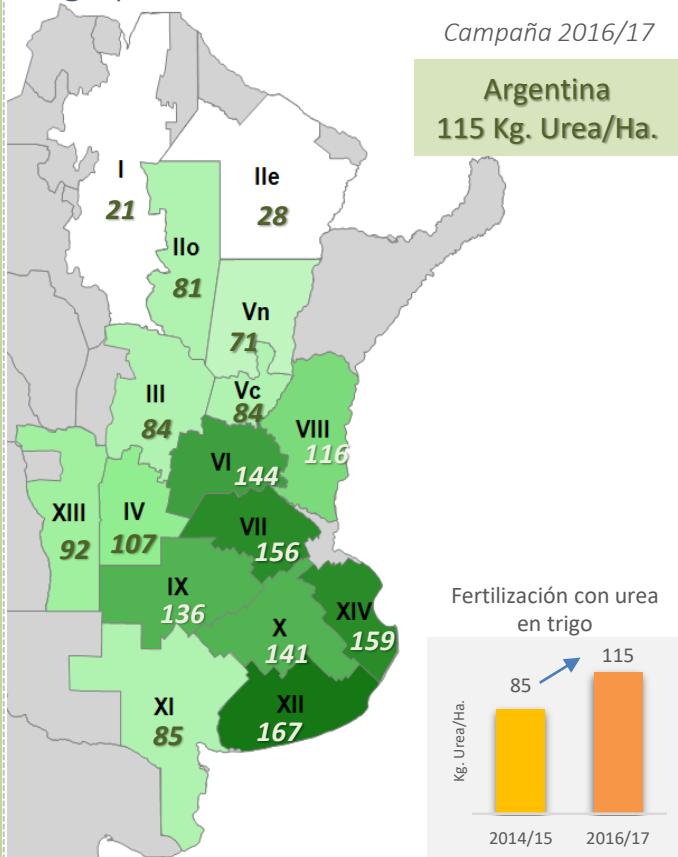 Campaña 2016/17
Argentina
115 Kg. Urea/Ha.
I
21
IIe
28
IIo
81
Vn
71
III
84
Vc
84
VIII
116
VI
144
XIII
92
IV
107
VII
156
IX
136
X
141
XIV
159
XI
85
XII
167
Fertilización con urea
en trigo
85
115
Kg. Urea/Ha.
2014/15
2016/17